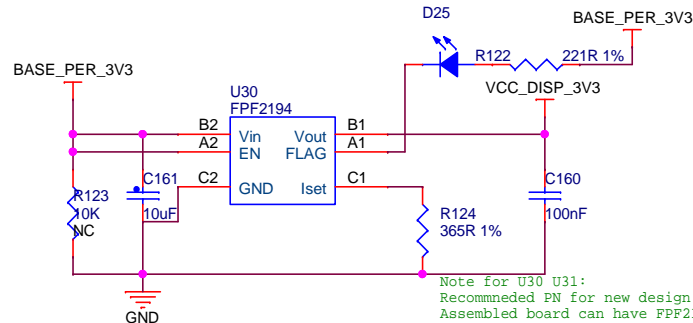 D25
BASE_PER_3V3
R122
221R 1%
BASE_PER_3V3
U30
FPF2194
VCC_DISP_3V3
B2
Vin
Vout
B1
A2
EN
FLAG
A1
C2
GND
Iset
C1
C161
10uF
R123
10K
NC
R124
365R 1%
C160
100nF
GND
Note for U30 U31:
Recommneded PN for new design
Assembled board can have